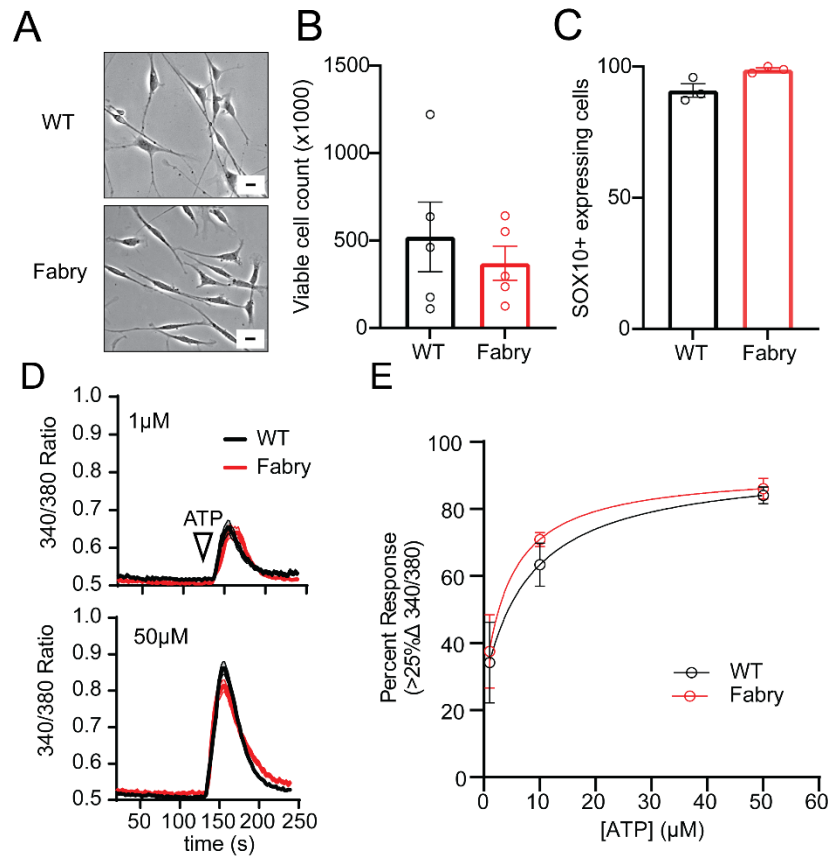 A
WT
Fabry
B
Viable cell count (x1000)
1500
1000
500
0
WT
Fabry
C
SOX10+ expressing cells
100
50
0
WT
Fabry
D
340/380 Ratio
1.0
0.9
0.8
0.7
0.6
0.5
1µM
WT
Fabry
ATP
340/380 Ratio
1.0
0.9
0.8
0.7
0.6
0.5
50µM
50
100
150
200
250
time (s)
E
Percent Response
(>25%Δ 340/380)
100
80
60
40
20
0
WT
Fabry
0
10
20
30
40
50
60
[ATP] (µM)